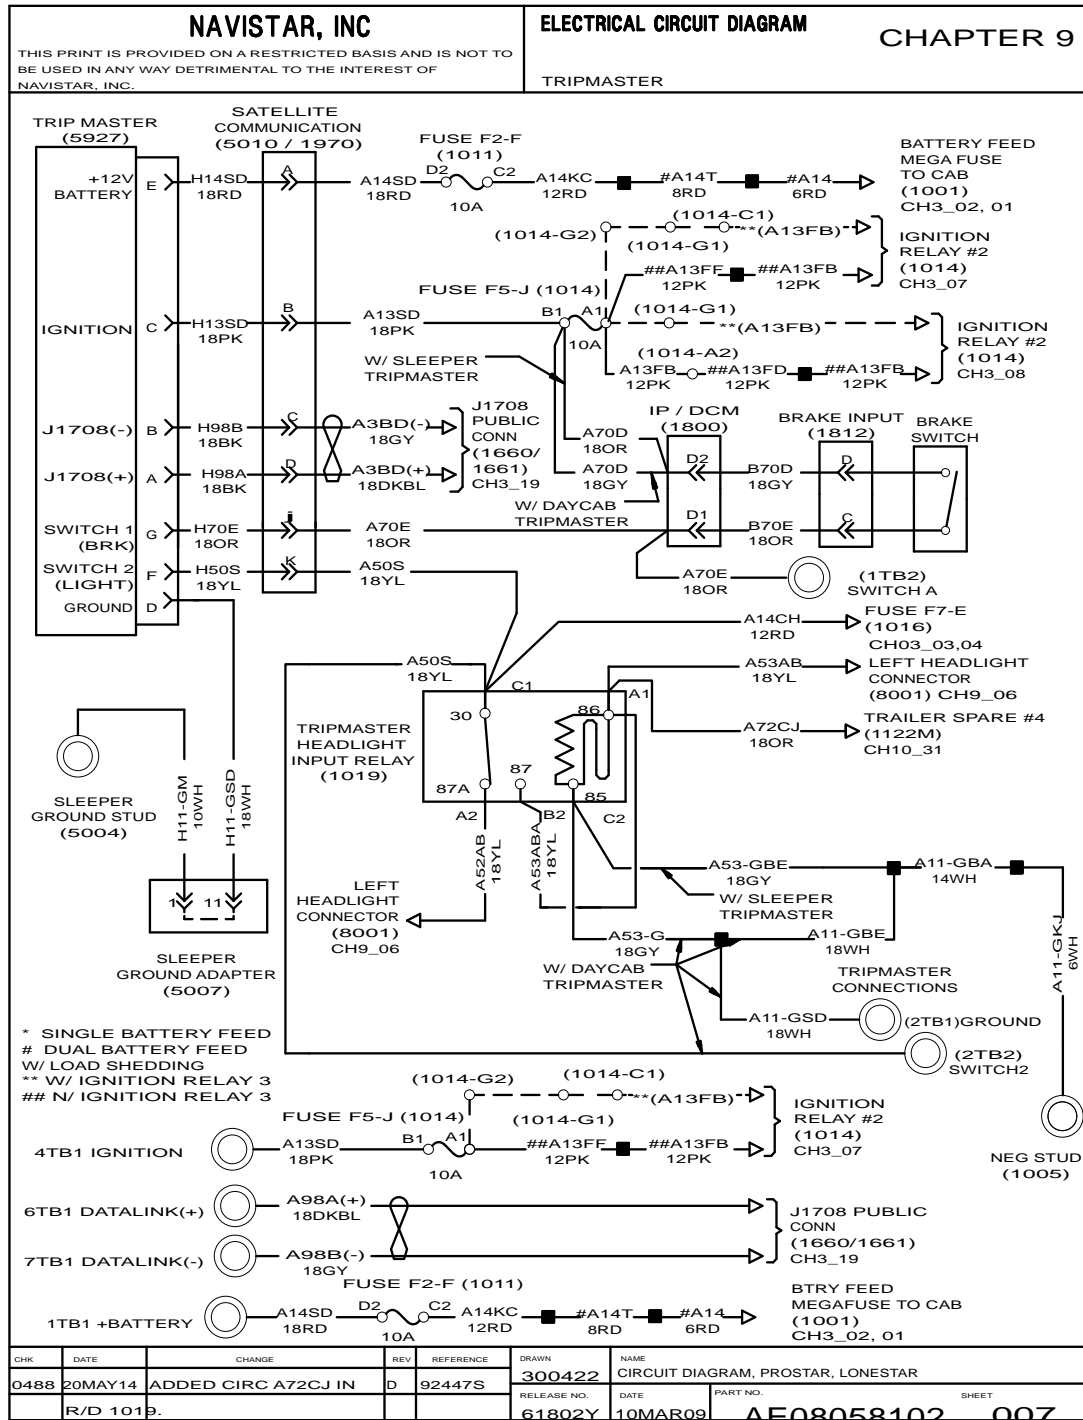 NAVISTAR, INC
THIS PRINT IS PROVIDED ON A RESTRICTED BASIS AND IS NOT TO
BE USED IN ANY WAY DETRIMENTAL TO THE INTEREST OF
NAVISTAR, INC.
ELECTRICAL CIRCUIT DIAGRAM
CHAPTER 9
TRIPMASTER
TRIP MASTER
(5927)
SATELLITE
COMMUNICATION
(5010 / 1970)
FUSE F2-F
(1011)
D2 C2
10A
BATTERY FEED
MEGA FUSE
TO CAB
(1001)
CH3_02, 01
+12V
BATTERY
E
H14SD
18RD
A
A14SD
18RD
A14KC
12RD
#A14T
8RD
#A14
6RD
(1014-G2)
(1014-C1)
(1014-G1)
**(A13FB)
IGNITION
RELAY #2
(1014)
CH3_07
##A13FF
12PK
##A13FB
12PK
FUSE F5-J (1014)
IGNITION
C
H13SD
18PK
B
A13SD
18PK
B1 A1
10A
(1014-G1)
**(A13FB)
IGNITION
RELAY #2
(1014)
CH3_08
(1014-A2)
A13FB
12PK
##A13FD
12PK
##A13FB
12PK
W/ SLEEPER
TRIPMASTER
J1708(-)
B
H98B
18BK
C
A3BD(-)
18GY
J1708
PUBLIC
CONN
(1660/
1661)
CH3_19
J1708(+)
A
H98A
18BK
D
A3BD(+)
18DKBL
IP / DCM
(1800)
BRAKE INPUT
(1812)
BRAKE
SWITCH
A70D
18OR
A70D
18GY
D2
B70D
18GY
D
W/ DAYCAB
TRIPMASTER
SWITCH 1
(BRK)
G
H70E
18OR
j
A70E
18OR
D1
B70E
18OR
C
SWITCH 2
(LIGHT)
F
H50S
18YL
K
A50S
18YL
A70E
18OR
(1TB2)
SWITCH A
GROUND
D
A14CH
12RD
FUSE F7-E
(1016)
CH03_03,04
A50S
18YL
A53AB
18YL
LEFT HEADLIGHT
CONNECTOR
(8001) CH9_06
C1
A1
30
86
A72CJ
18OR
TRAILER SPARE #4
(1122M)
CH10_31
TRIPMASTER
HEADLIGHT
INPUT RELAY
(1019)
87A
87
85
A2
B2
C2
SLEEPER
GROUND STUD
(5004)
H11-GM
10WH
H11-GSD
18WH
A52AB
18YL
A53ABA
18YL
A53-GBE
18GY
A11-GBA
14WH
W/ SLEEPER
TRIPMASTER
1
11
LEFT
HEADLIGHT
CONNECTOR
(8001)
CH9_06
A53-G
18GY
A11-GBE
18WH
A11-GKJ
6WH
SLEEPER
GROUND ADAPTER
(5007)
W/ DAYCAB
TRIPMASTER
TRIPMASTER
CONNECTIONS
A11-GSD
18WH
(2TB1)GROUND
(2TB2)
SWITCH2
* SINGLE BATTERY FEED
# DUAL BATTERY FEED
W/ LOAD SHEDDING
** W/ IGNITION RELAY 3
## N/ IGNITION RELAY 3
NEG STUD
(1005)
(1014-G2)
(1014-C1)
**(A13FB)
FUSE F5-J (1014)
(1014-G1)
IGNITION
RELAY #2
(1014)
CH3_07
4TB1 IGNITION
A13SD
18PK
B1 A1
10A
##A13FF
12PK
##A13FB
12PK
6TB1 DATALINK(+)
A98A(+)
18DKBL
J1708 PUBLIC
CONN
(1660/1661)
CH3_19
7TB1 DATALINK(-)
A98B(-)
18GY
FUSE F2-F (1011)
1TB1 +BATTERY
A14SD
18RD
D2 C2
10A
A14KC
12RD
#A14T
8RD
#A14
6RD
BTRY FEED
MEGAFUSE TO CAB
(1001)
CH3_02, 01
CHK DATE CHANGE REV REFERENCE
0488 20MAY14 ADDED CIRC A72CJ IN D 92447S
R/D 1019.
DRAWN
300422
NAME
CIRCUIT DIAGRAM, PROSTAR, LONESTAR
RELEASE NO.
61802Y
DATE
10MAR09
PART NO.
AE08058102
SHEET
007